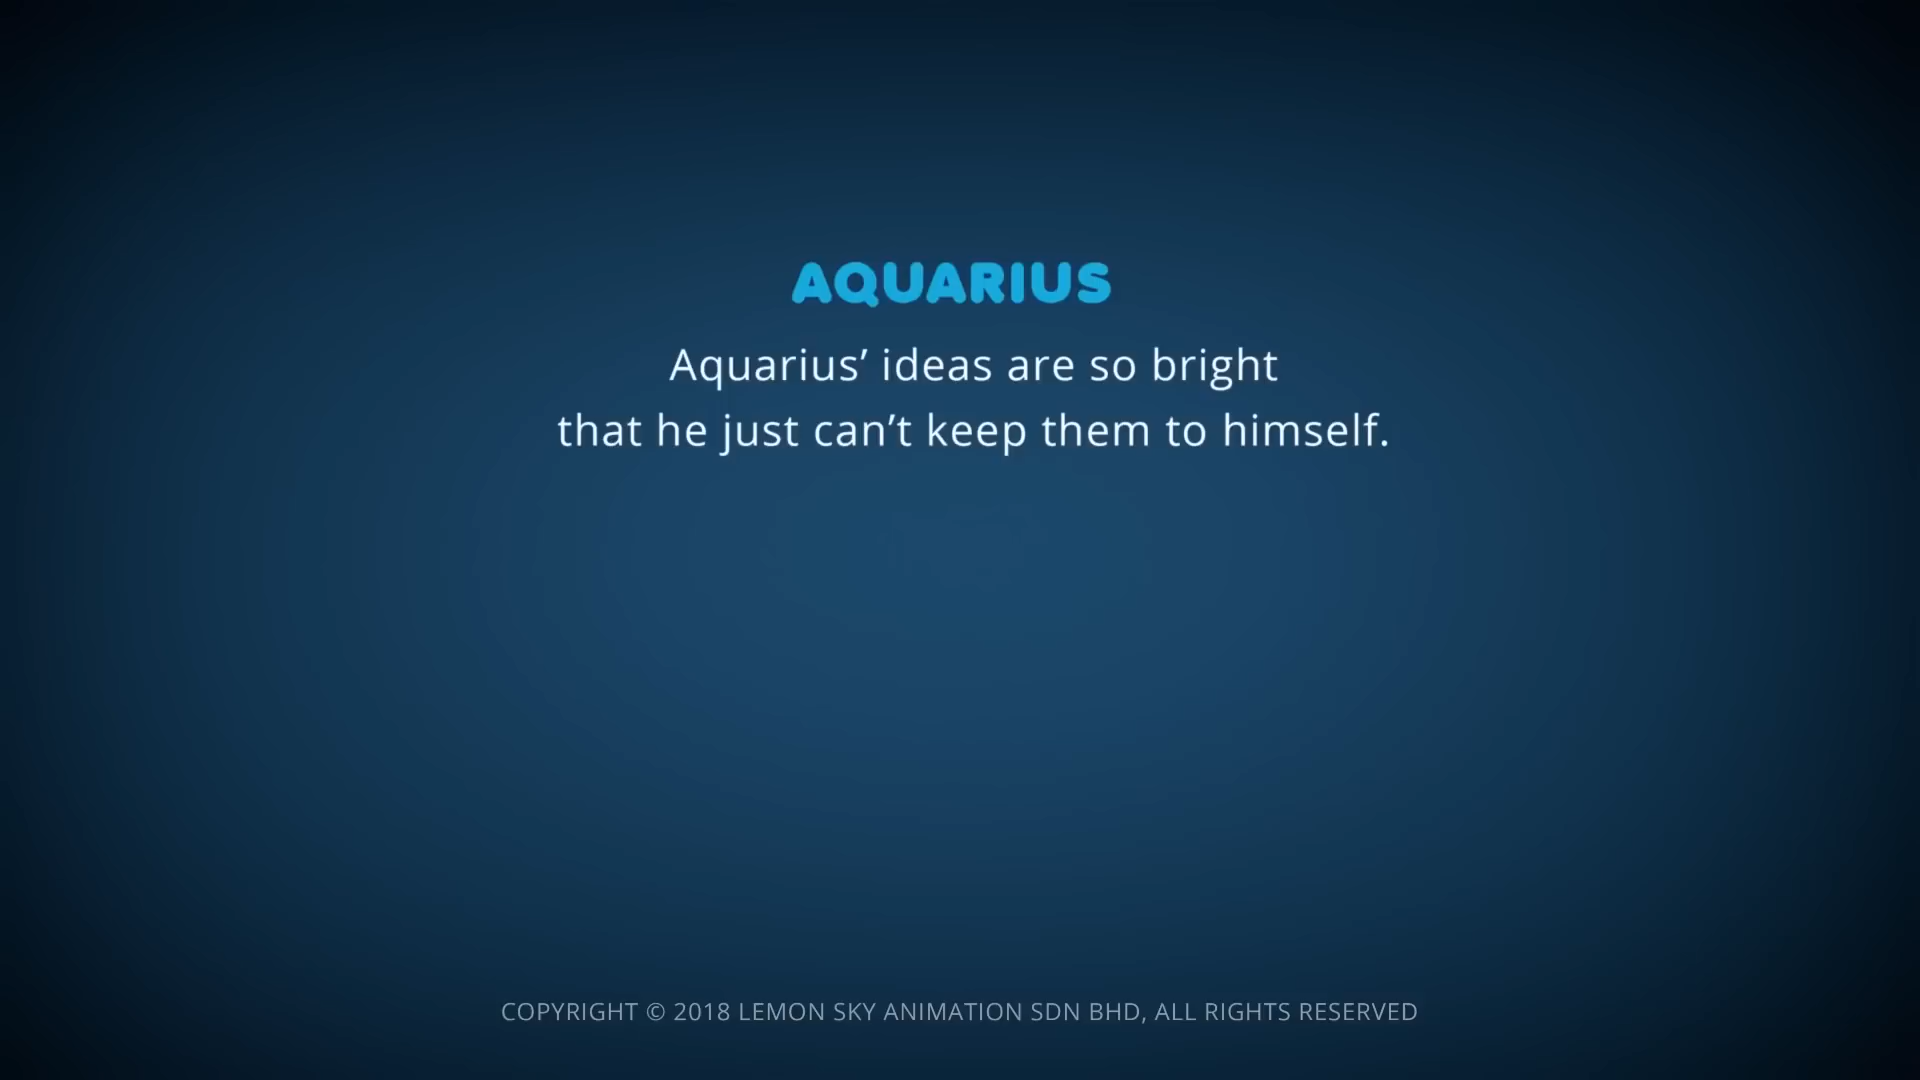 AQUARIUS
Aquarius’ ideas are so bright
that he just can’t keep them to himself.
COPYRIGHT © 2018 LEMON SKY ANIMATION SDN BHD, ALL RIGHTS RESERVED